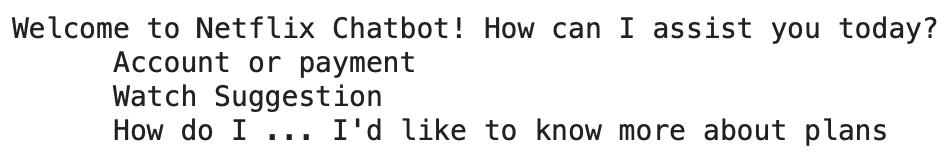 Welcome to Netflix Chatbot! How can I assist you today?
Account or payment
Watch Suggestion
How do I ... I'd like to know more about plans